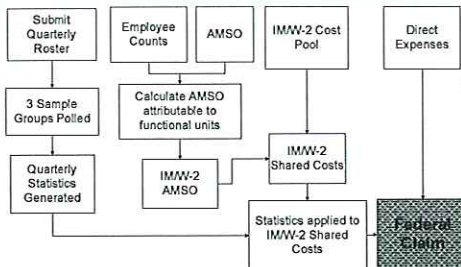 Submit
Quarterly
Roster
Employee
Counts
AMSO
IM/W-2 Cost
Pool
Direct
Expenses
3 Sample
Groups Polled
Calculate AMSO
attributable to
functional units
Quarterly
Statistics
Generated
IM/W-2
AMSO
IM/W-2
Shared Costs
Statistics applied to
IM/W-2 Shared
Costs
Federal
Claim